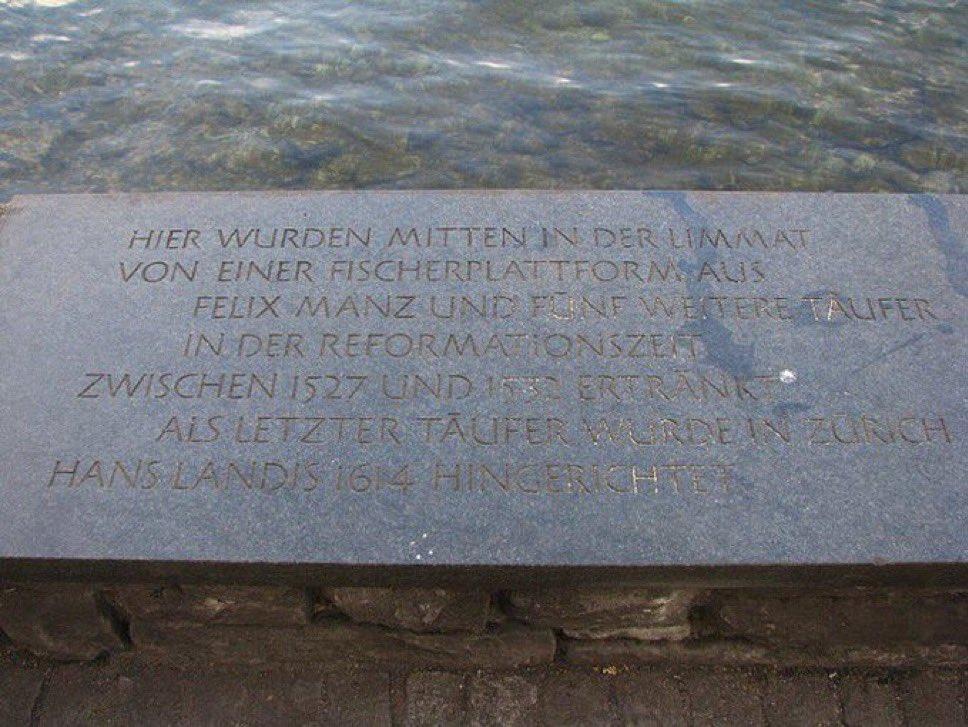 HIER WURDEN MITTEN IN DER LIMMAT
VON EINER FISCHERPLATTFORM AUS
FELIX MANZ UND FÜNF WEITERE TÄUFER
IN DER REFORMATIONSZEIT
ZWISCHEN 1527 UND 1532 ERTRÄNKT
ALS LETZTER TÄUFER WURDE IN ZÜRICH
HANS LANDIS 1614 HINGERICHTET